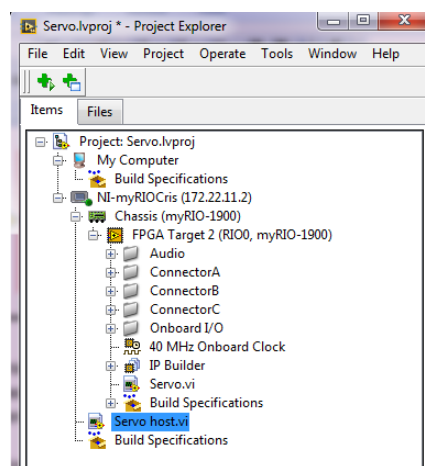 Servo.lvproj * - Project Explorer
File Edit View Project Operate Tools Window Help
Items Files
Project: Servo.lvproj
My Computer
Build Specifications
NI-myRIOCris (172.22.11.2)
Chassis (myRIO-1900)
FPGA Target 2 (RIO0, myRIO-1900)
Audio
ConnectorA
ConnectorB
ConnectorC
Onboard I/O
40 MHz Onboard Clock
IP Builder
Servo.vi
Build Specifications
Servo host.vi
Build Specifications